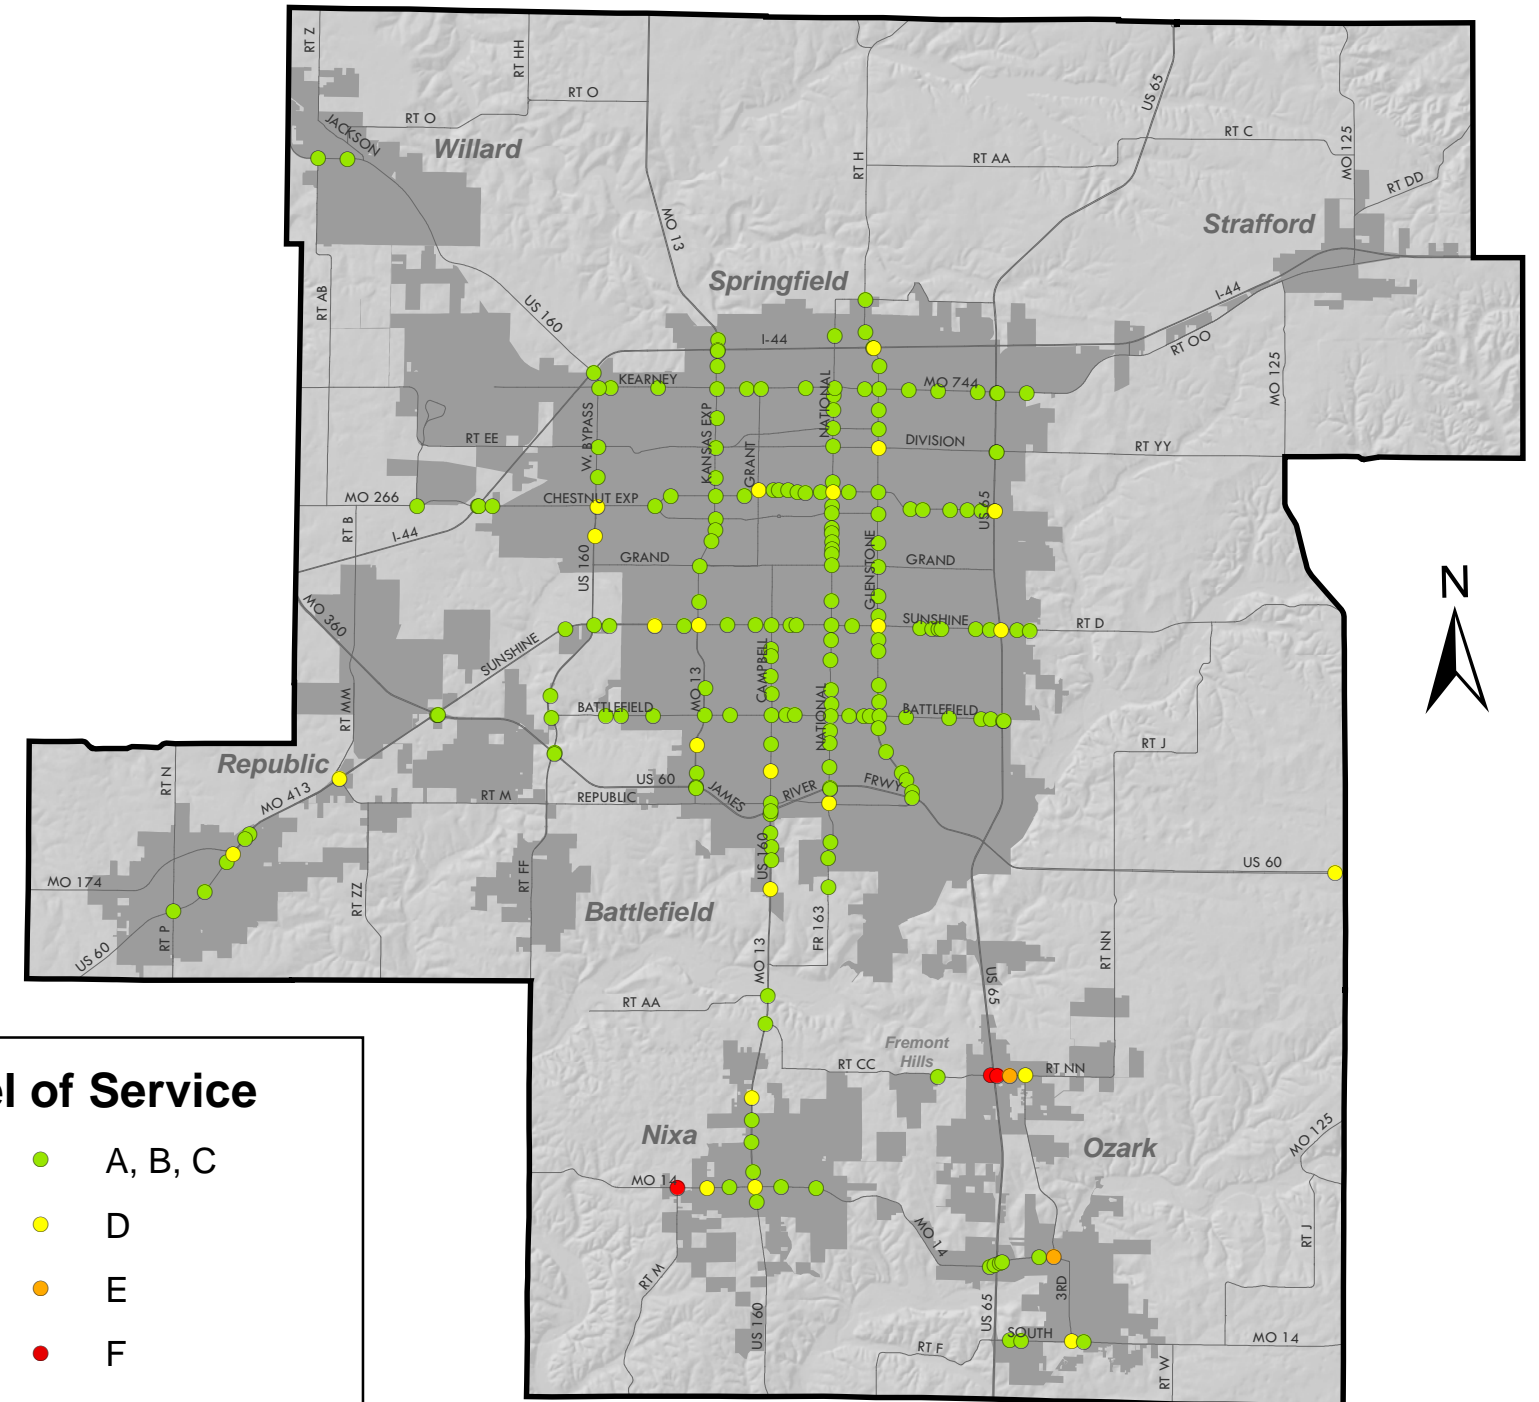 RT Z
RT HH
RT O
RT O
JACKSON
Willard
US 65
RT C
MO 125
RT AA
RT H
RT DD
MO 13
Strafford
Springfield
RT AB
US 160
I-44
I-44
RT OO
MO 125
KEARNEY
MO 744
NATIONAL
W. BYPASS
KANSAS EXP
GRANT
RT EE
DIVISION
RT YY
MO 266
CHESTNUT EXP
US 65
RT B
I-44
GRAND
GRAND
US 160
GLENSTONE
N
MO 360
SUNSHINE
SUNSHINE
RT D
CAMPBELL
MO 13
RT MM
BATTLEFIELD
BATTLEFIELD
NATIONAL
RT J
Republic
RT N
MO 413
US 60
JAMES
RIVER
FRWY
RT M
REPUBLIC
US 160
US 60
MO 174
RT ZZ
RT FF
Battlefield
FR 163
RT P
US 60
MO 13
RT NN
US 65
RT AA
Fremont
Hills
RT CC
RT NN
el of Service
A, B, C
D
E
F
Nixa
Ozark
MO 125
MO 14
MO 14
RT J
RT M
3RD
US 160
US 65
SOUTH
RT F
MO 14
RT W